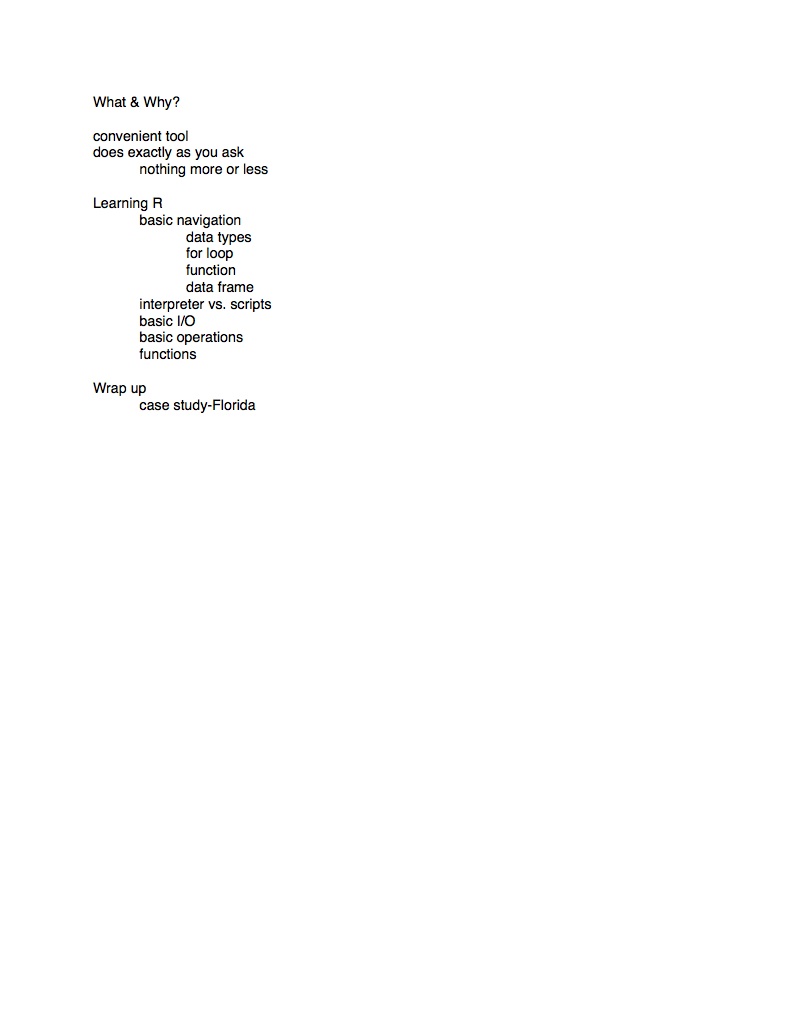 What & Why?
convenient tool
does exactly as you ask
nothing more or less
Learning R
basic navigation
data types
for loop
function
data frame
interpreter vs. scripts
basic I/O
basic operations
functions
Wrap up
case study-Florida